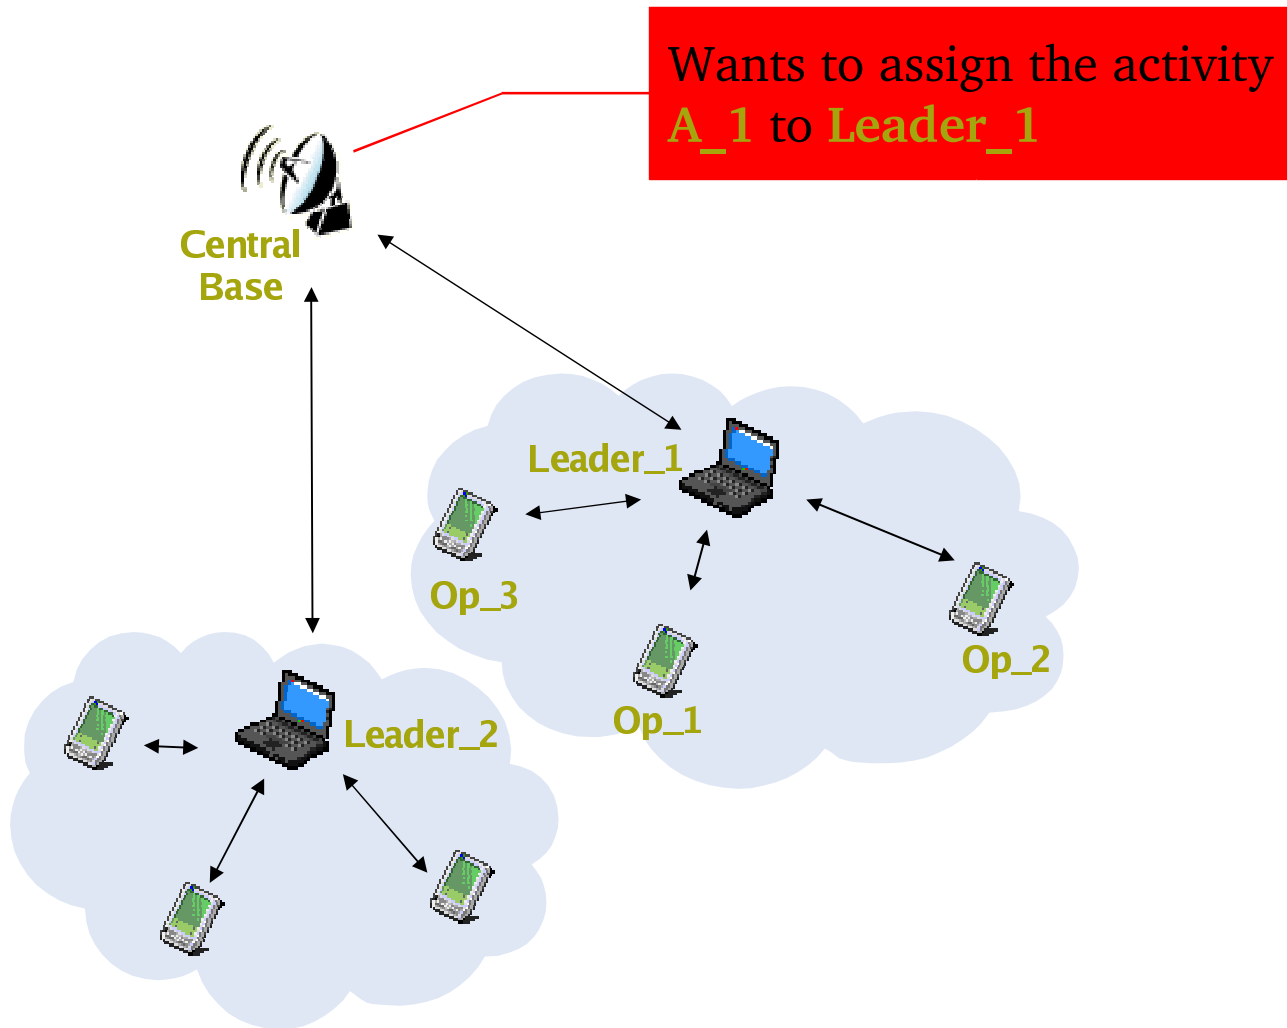 Wants to assign the activity
A_1 to Leader_1
Central
Base
Leader_1
Op_3
Op_2
Op_1
Leader_2